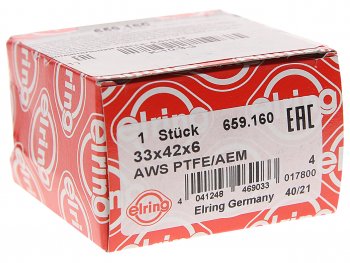 659.160
elring
elring
1 Stück 659.160 EAC
33x42x6
AWS PTFE/AEM
4 041248 469033
4
017800
40/21
elring
Elring Germany